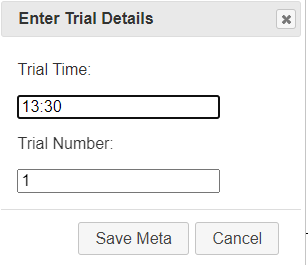 Enter Trial Details
Trial Time:
13:30
Trial Number:
1
Save Meta Cancel